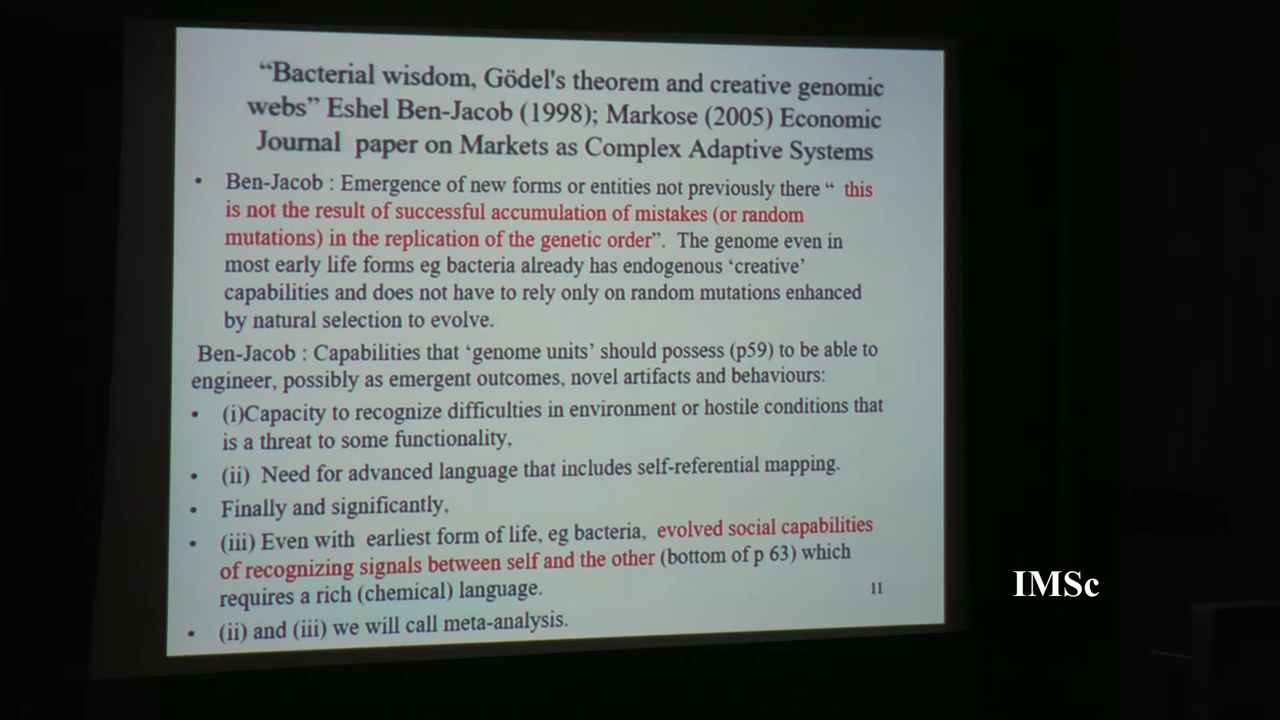 “Bacterial wisdom, Gödel's theorem and creative genomic
webs” Eshel Ben-Jacob (1998); Markose (2005) Economic
Journal paper on Markets as Complex Adaptive Systems
• Ben-Jacob : Emergence of new forms or entities not previously there “ this
is not the result of successful accumulation of mistakes (or random
mutations) in the replication of the genetic order”. The genome even in
most early life forms eg bacteria already has endogenous ‘creative’
capabilities and does not have to rely only on random mutations enhanced
by natural selection to evolve.
Ben-Jacob : Capabilities that ‘genome units’ should possess (p59) to be able to
engineer, possibly as emergent outcomes, novel artifacts and behaviours:
• (i)Capacity to recognize difficulties in environment or hostile conditions that
is a threat to some functionality,
• (ii) Need for advanced language that includes self-referential mapping.
• Finally and significantly,
• (iii) Even with earliest form of life, eg bacteria, evolved social capabilities
of recognizing signals between self and the other (bottom of p 63) which
requires a rich (chemical) language.
11
• (ii) and (iii) we will call meta-analysis.
IMSc